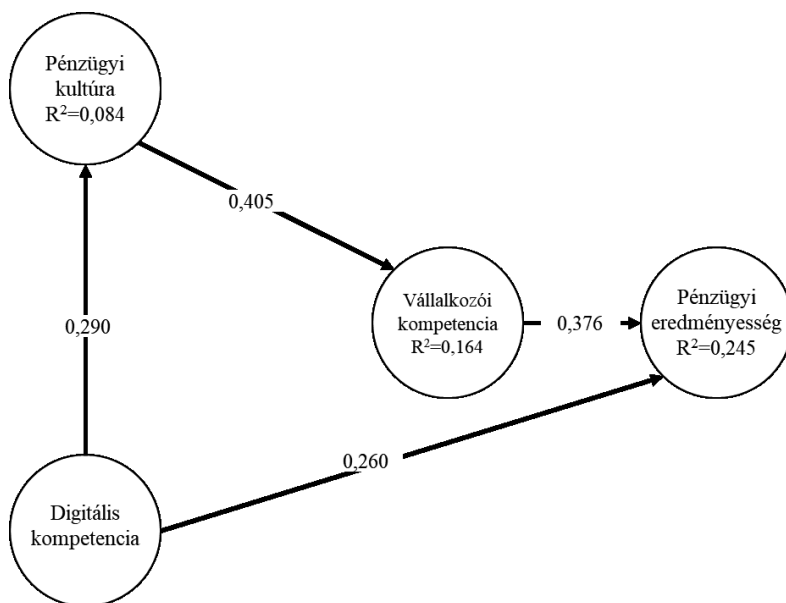 Pénzügyi
kultúra
R²=0,084
0,405
0,290
Vállalkozói
kompetencia
R²=0,164
0,376
Pénzügyi
eredményesség
R²=0,245
0,260
Digitális
kompetencia